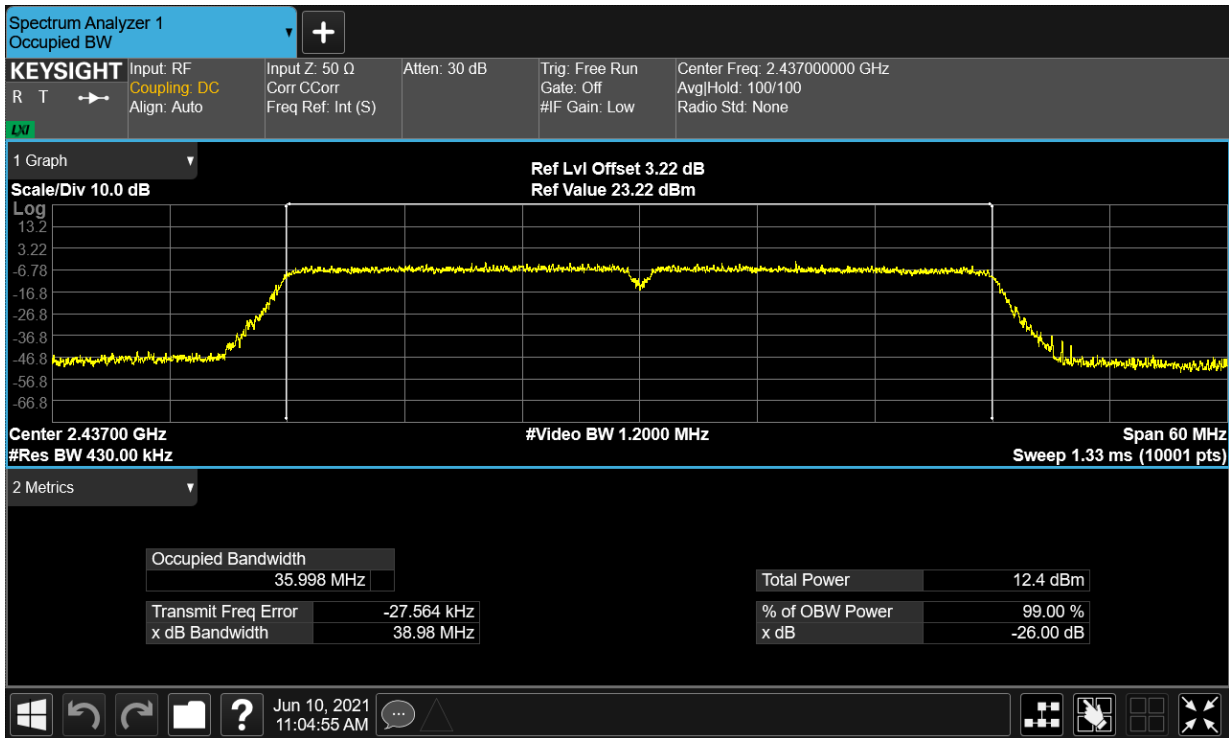 Spectrum Analyzer 1
Occupied BW
KEYSIGHT
R T
LXI
Input: RF
Coupling: DC
Align: Auto
Input Z: 50 Ω
Corr CCorr
Freq Ref: Int (S)
Atten: 30 dB
Trig: Free Run
Gate: Off
#IF Gain: Low
Center Freq: 2.437000000 GHz
Avg|Hold: 100/100
Radio Std: None
1 Graph
Scale/Div 10.0 dB
Ref Lvl Offset 3.22 dB
Ref Value 23.22 dBm
Log
13.2
3.22
-6.78
-16.8
-26.8
-36.8
-46.8
-56.8
-66.8
Center 2.43700 GHz
#Video BW 1.2000 MHz
Span 60 MHz
#Res BW 430.00 kHz
Sweep 1.33 ms (10001 pts)
2 Metrics
Occupied Bandwidth
35.998 MHz
Total Power 12.4 dBm
Transmit Freq Error -27.564 kHz
% of OBW Power 99.00 %
x dB Bandwidth 38.98 MHz
x dB -26.00 dB
?
Jun 10, 2021
11:04:55 AM